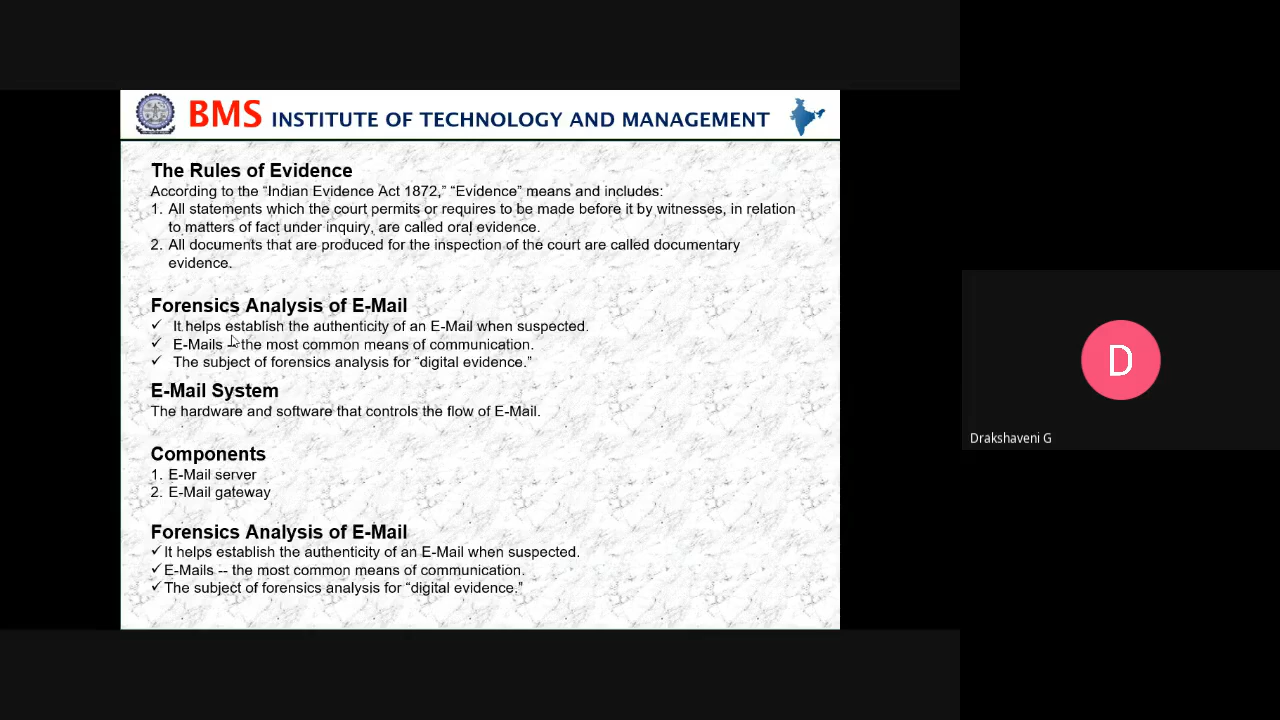 BMS INSTITUTE OF TECHNOLOGY AND MANAGEMENT
The Rules of Evidence
According to the “Indian Evidence Act 1872,” “Evidence” means and includes:
1. All statements which the court permits or requires to be made before it by witnesses, in relation
to matters of fact under inquiry, are called oral evidence.
2. All documents that are produced for the inspection of the court are called documentary
evidence.
Forensics Analysis of E-Mail
✓ It helps establish the authenticity of an E-Mail when suspected.
✓ E-Mails -- the most common means of communication.
✓ The subject of forensics analysis for “digital evidence.”
E-Mail System
The hardware and software that controls the flow of E-Mail.
Components
1. E-Mail server
2. E-Mail gateway
Forensics Analysis of E-Mail
✓It helps establish the authenticity of an E-Mail when suspected.
✓E-Mails -- the most common means of communication.
✓The subject of forensics analysis for “digital evidence.”
D
Drakshaveni G